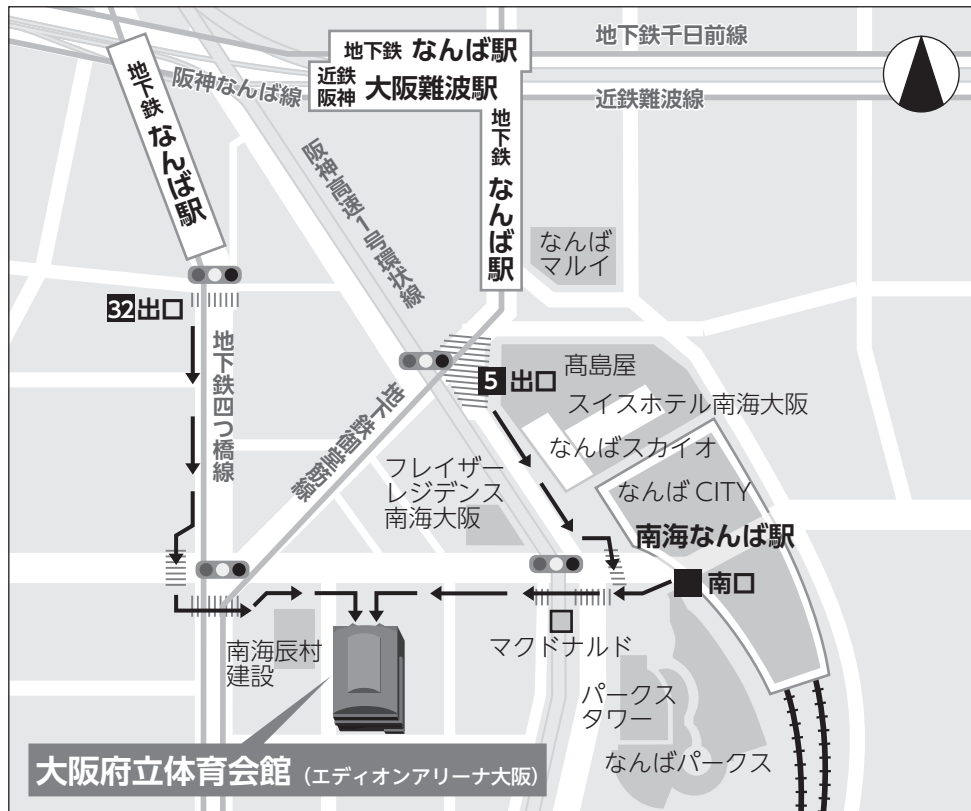 地下鉄 なんば駅
近鉄
阪神 大阪難波駅
地下鉄千日前線
近鉄難波線
地下鉄 なんば駅
阪神なんば線
地下鉄 なんば駅
阪神高速1号環状線
なんば
マルイ
32 出口
地下鉄四つ橋線
地下鉄御堂筋線
5 出口
髙島屋
スイスホテル南海大阪
なんばスカイオ
なんばCITY
フレイザー
レジデンス
南海大阪
南海なんば駅
南口
マクドナルド
南海辰村
建設
パークス
タワー
なんばパークス
大阪府立体育会館 (エディオンアリーナ大阪)